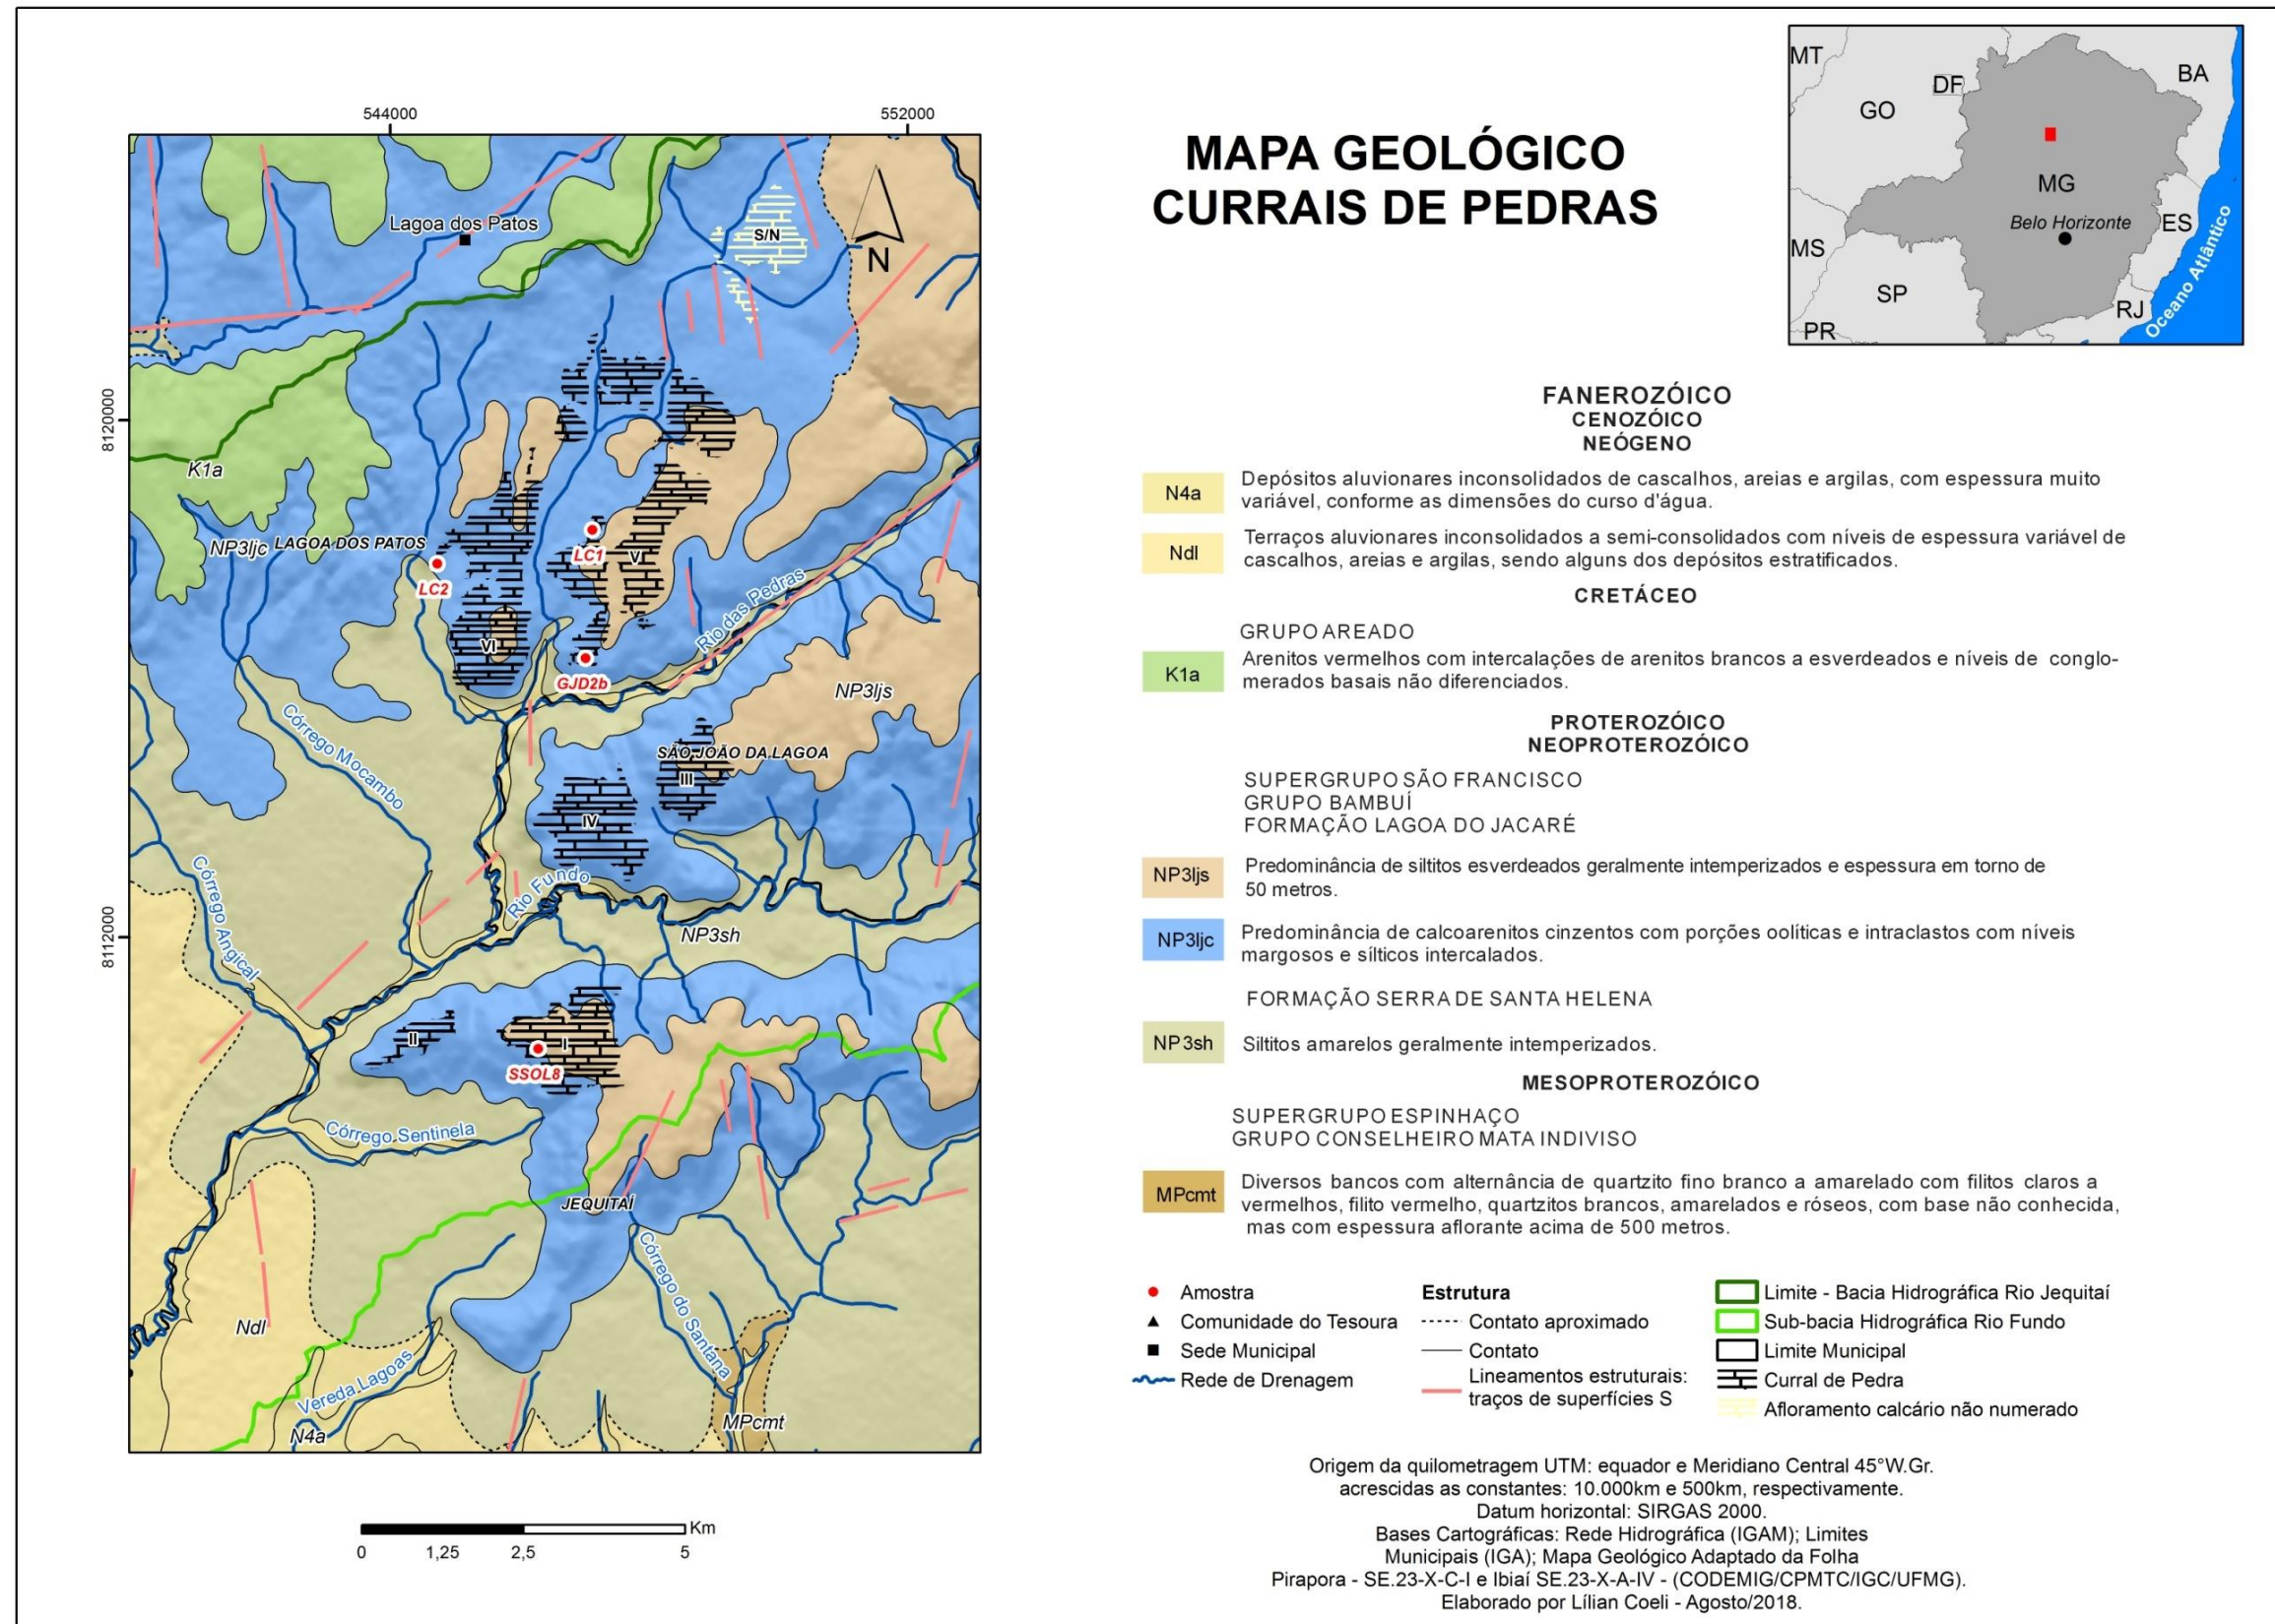 544000
552000
8120000
8112000
Lagoa dos Patos
S/N
N
K1a
NP3ljc
LAGOA DOS PATOS
LC1
V
LC2
VI
Rio das Pedras
GJD2b
NP3ljs
Córrego Mocambo
SÃO JOÃO DA LAGOA
III
IV
Córrego Angical
Rio Fundo
NP3sh
II
I
SSOL8
Córrego Sentinela
JEQUITAÍ
Córrego do Santana
Ndl
Vereda Lagoas
N4a
MPcmt
Km
0 1,25 2,5 5
MAPA GEOLÓGICO
CURRAIS DE PEDRAS
MT
BA
DF
GO
MG
Belo Horizonte
ES
MS
SP
RJ
PR
Oceano Atlântico
FANEROZÓICO
CENOZÓICO
NEÓGENO
N4a
Depósitos aluvionares inconsolidados de cascalhos, areias e argilas, com espessura muito
variável, conforme as dimensões do curso d'água.
Ndl
Terraços aluvionares inconsolidados a semi-consolidados com níveis de espessura variável de
cascalhos, areias e argilas, sendo alguns dos depósitos estratificados.
CRETÁCEO
GRUPO AREADO
K1a
Arenitos vermelhos com intercalações de arenitos brancos a esverdeados e níveis de conglo-
merados basais não diferenciados.
PROTEROZÓICO
NEOPROTEROZÓICO
SUPERGRUPO SÃO FRANCISCO
GRUPO BAMBUÍ
FORMAÇÃO LAGOA DO JACARÉ
NP3ljs
Predominância de siltitos esverdeados geralmente intemperizados e espessura em torno de
50 metros.
NP3ljc
Predominância de calcoarenitos cinzentos com porções oolíticas e intraclastos com níveis
margosos e sílticos intercalados.
FORMAÇÃO SERRA DE SANTA HELENA
NP3sh
Siltitos amarelos geralmente intemperizados.
MESOPROTEROZÓICO
SUPERGRUPO ESPINHAÇO
GRUPO CONSELHEIRO MATA INDIVISO
MPcmt
Diversos bancos com alternância de quartzito fino branco a amarelado com filitos claros a
vermelhos, filito vermelho, quartzitos brancos, amarelados e róseos, com base não conhecida,
mas com espessura aflorante acima de 500 metros.
Amostra
Comunidade do Tesoura
Sede Municipal
Rede de Drenagem
Estrutura
Contato aproximado
Contato
Lineamentos estruturais:
traços de superfícies S
Limite - Bacia Hidrográfica Rio Jequitaí
Sub-bacia Hidrográfica Rio Fundo
Limite Municipal
Curral de Pedra
Afloramento calcário não numerado
Origem da quilometragem UTM: equador e Meridiano Central 45°W.Gr.
acrescidas as constantes: 10.000km e 500km, respectivamente.
Datum horizontal: SIRGAS 2000.
Bases Cartográficas: Rede Hidrográfica (IGAM); Limites
Municipais (IGA); Mapa Geológico Adaptado da Folha
Pirapora - SE.23-X-C-I e Ibiaí SE.23-X-A-IV - (CODEMIG/CPMTC/IGC/UFMG).
Elaborado por Lílian Coeli - Agosto/2018.